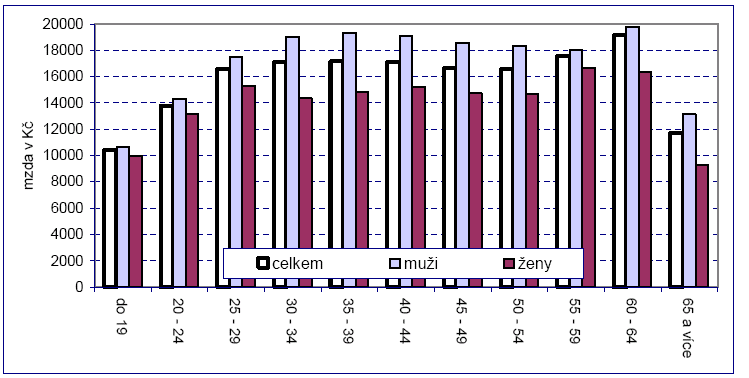 mzda v Kč
20000
18000
16000
14000
12000
10000
8000
6000
4000
2000
0
celkem
muži
ženy
do 19
20 - 24
25 - 29
30 - 34
35 - 39
40 - 44
45 - 49
50 - 54
55 - 59
60 - 64
65 a více